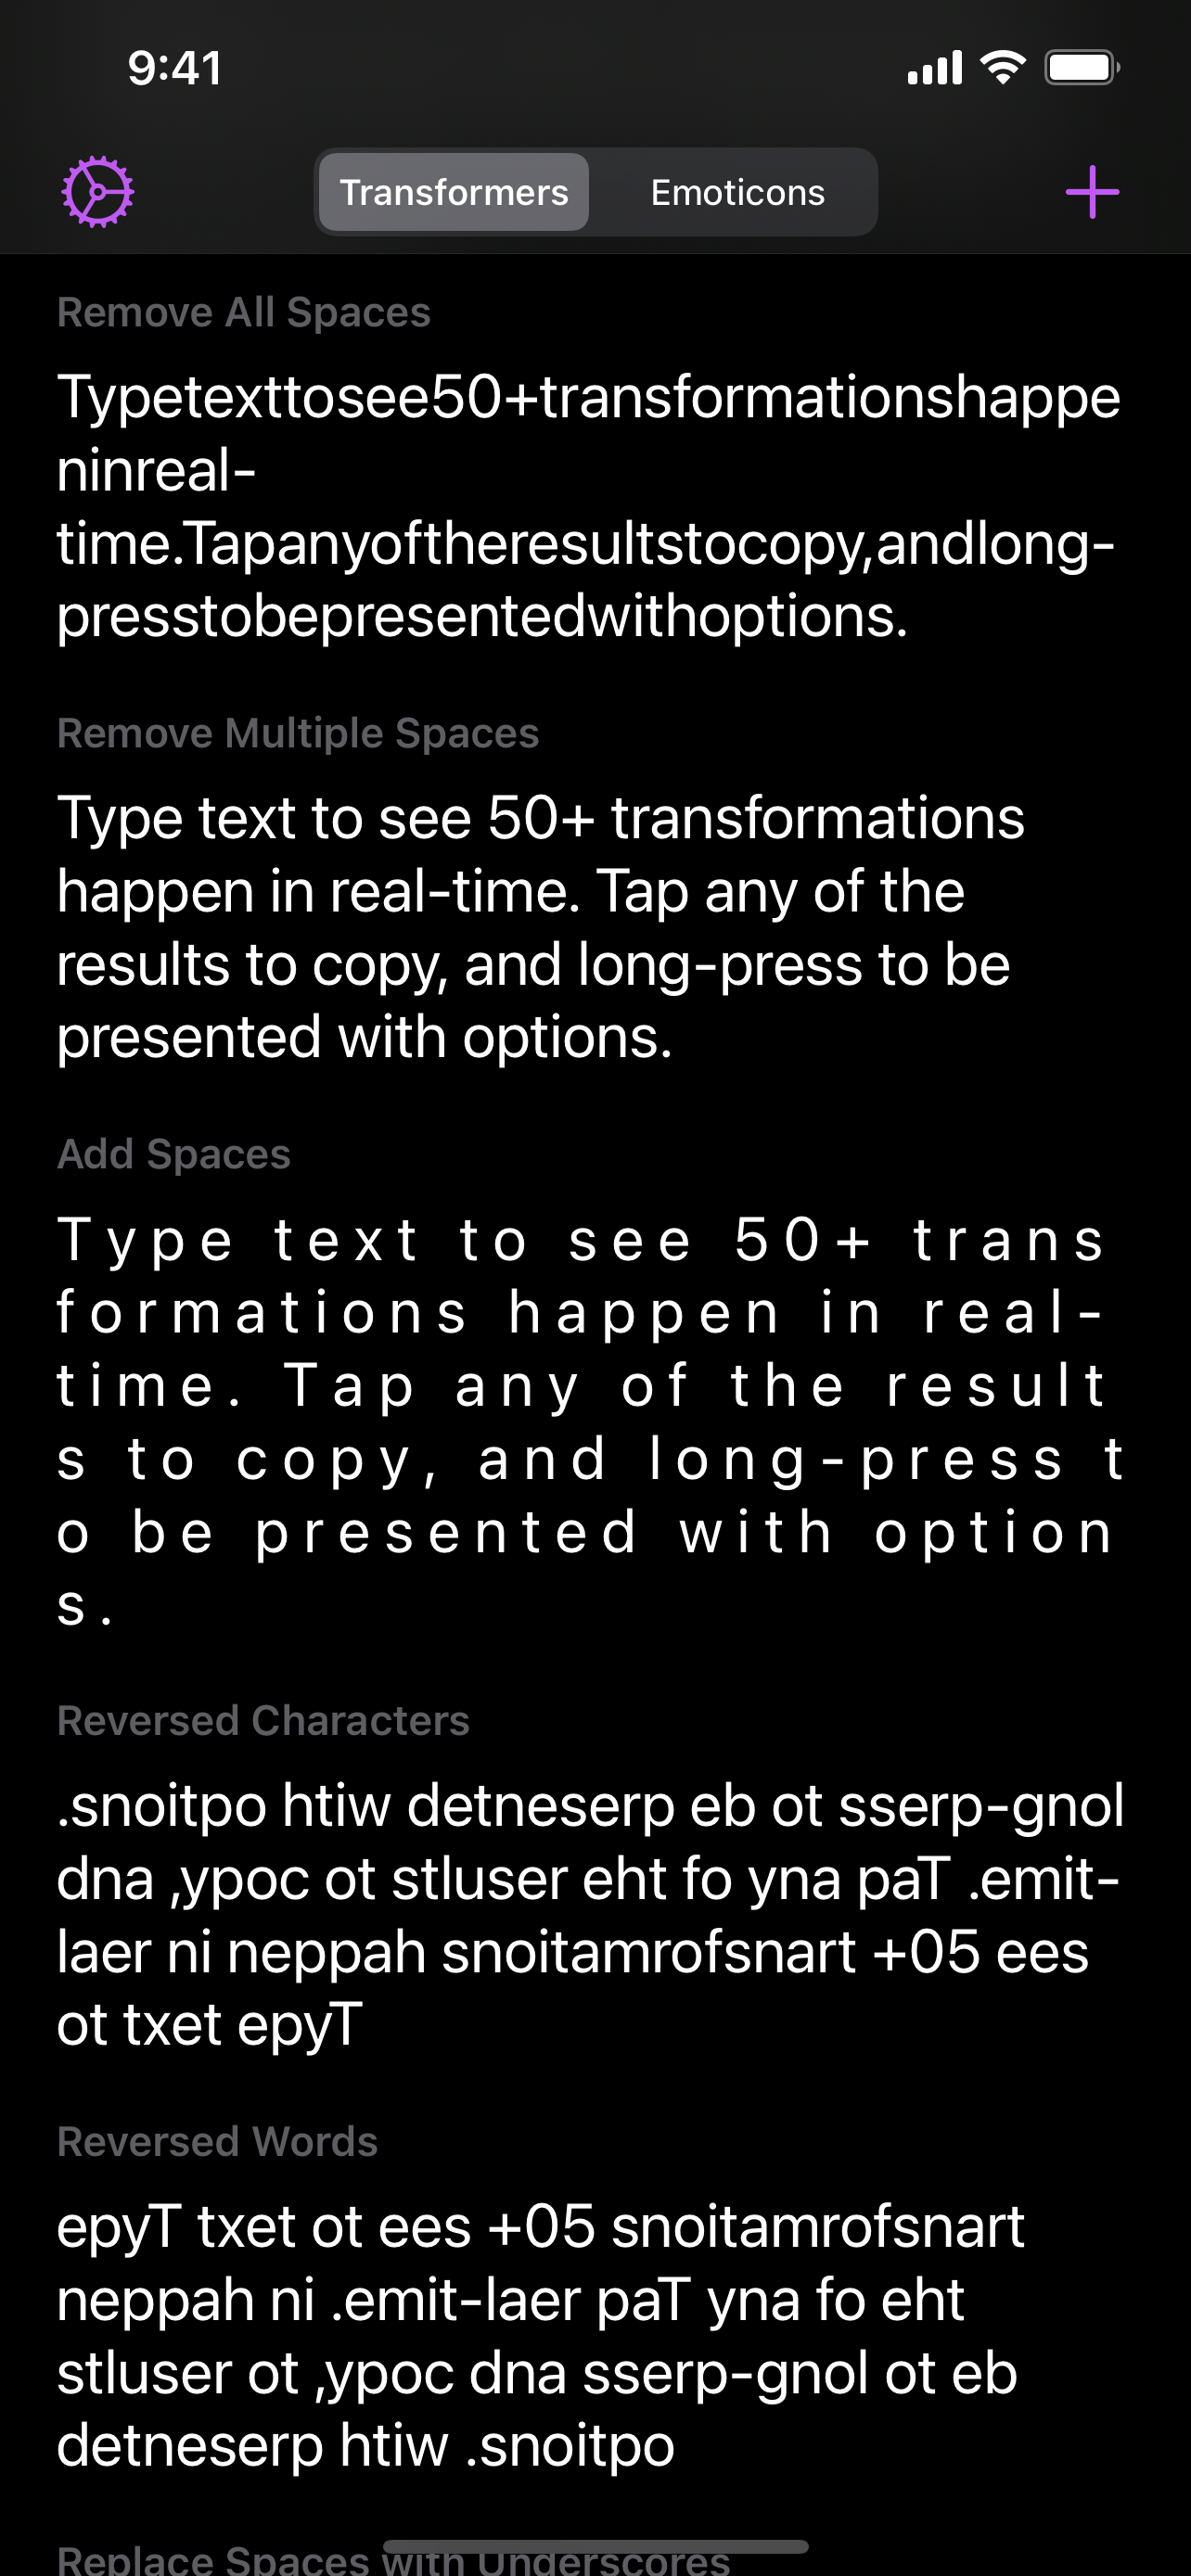 9:41
Transformers Emoticons
Remove All Spaces
Typetexttosee50+transformationshappe
ninreal-
time.Tapanyoftheresultstocopy,andlong-
presstobepresentedwithoptions.
Remove Multiple Spaces
Type text to see 50+ transformations
happen in real-time. Tap any of the
results to copy, and long-press to be
presented with options.
Add Spaces
T y p e  t e x t  t o  s e e  5 0 +  t r a n s
f o r m a t i o n s  h a p p e n  i n  r e a l -
t i m e .  T a p  a n y  o f  t h e  r e s u l t
s  t o  c o p y ,  a n d  l o n g - p r e s s  t
o  b e  p r e s e n t e d  w i t h  o p t i o n
s .
Reversed Characters
.snoitpo htiw detneserp eb ot sserp-gnol
dna ,ypoc ot stluser eht fo yna paT .emit-
laer ni neppah snoitamrofsnart +05 ees
ot txet epyT
Reversed Words
epyT txet ot ees +05 snoitamrofsnart
neppah ni .emit-laer paT yna fo eht
stluser ot ,ypoc dna sserp-gnol ot eb
detneserp htiw .snoitpo
Replace Spaces with Underscores